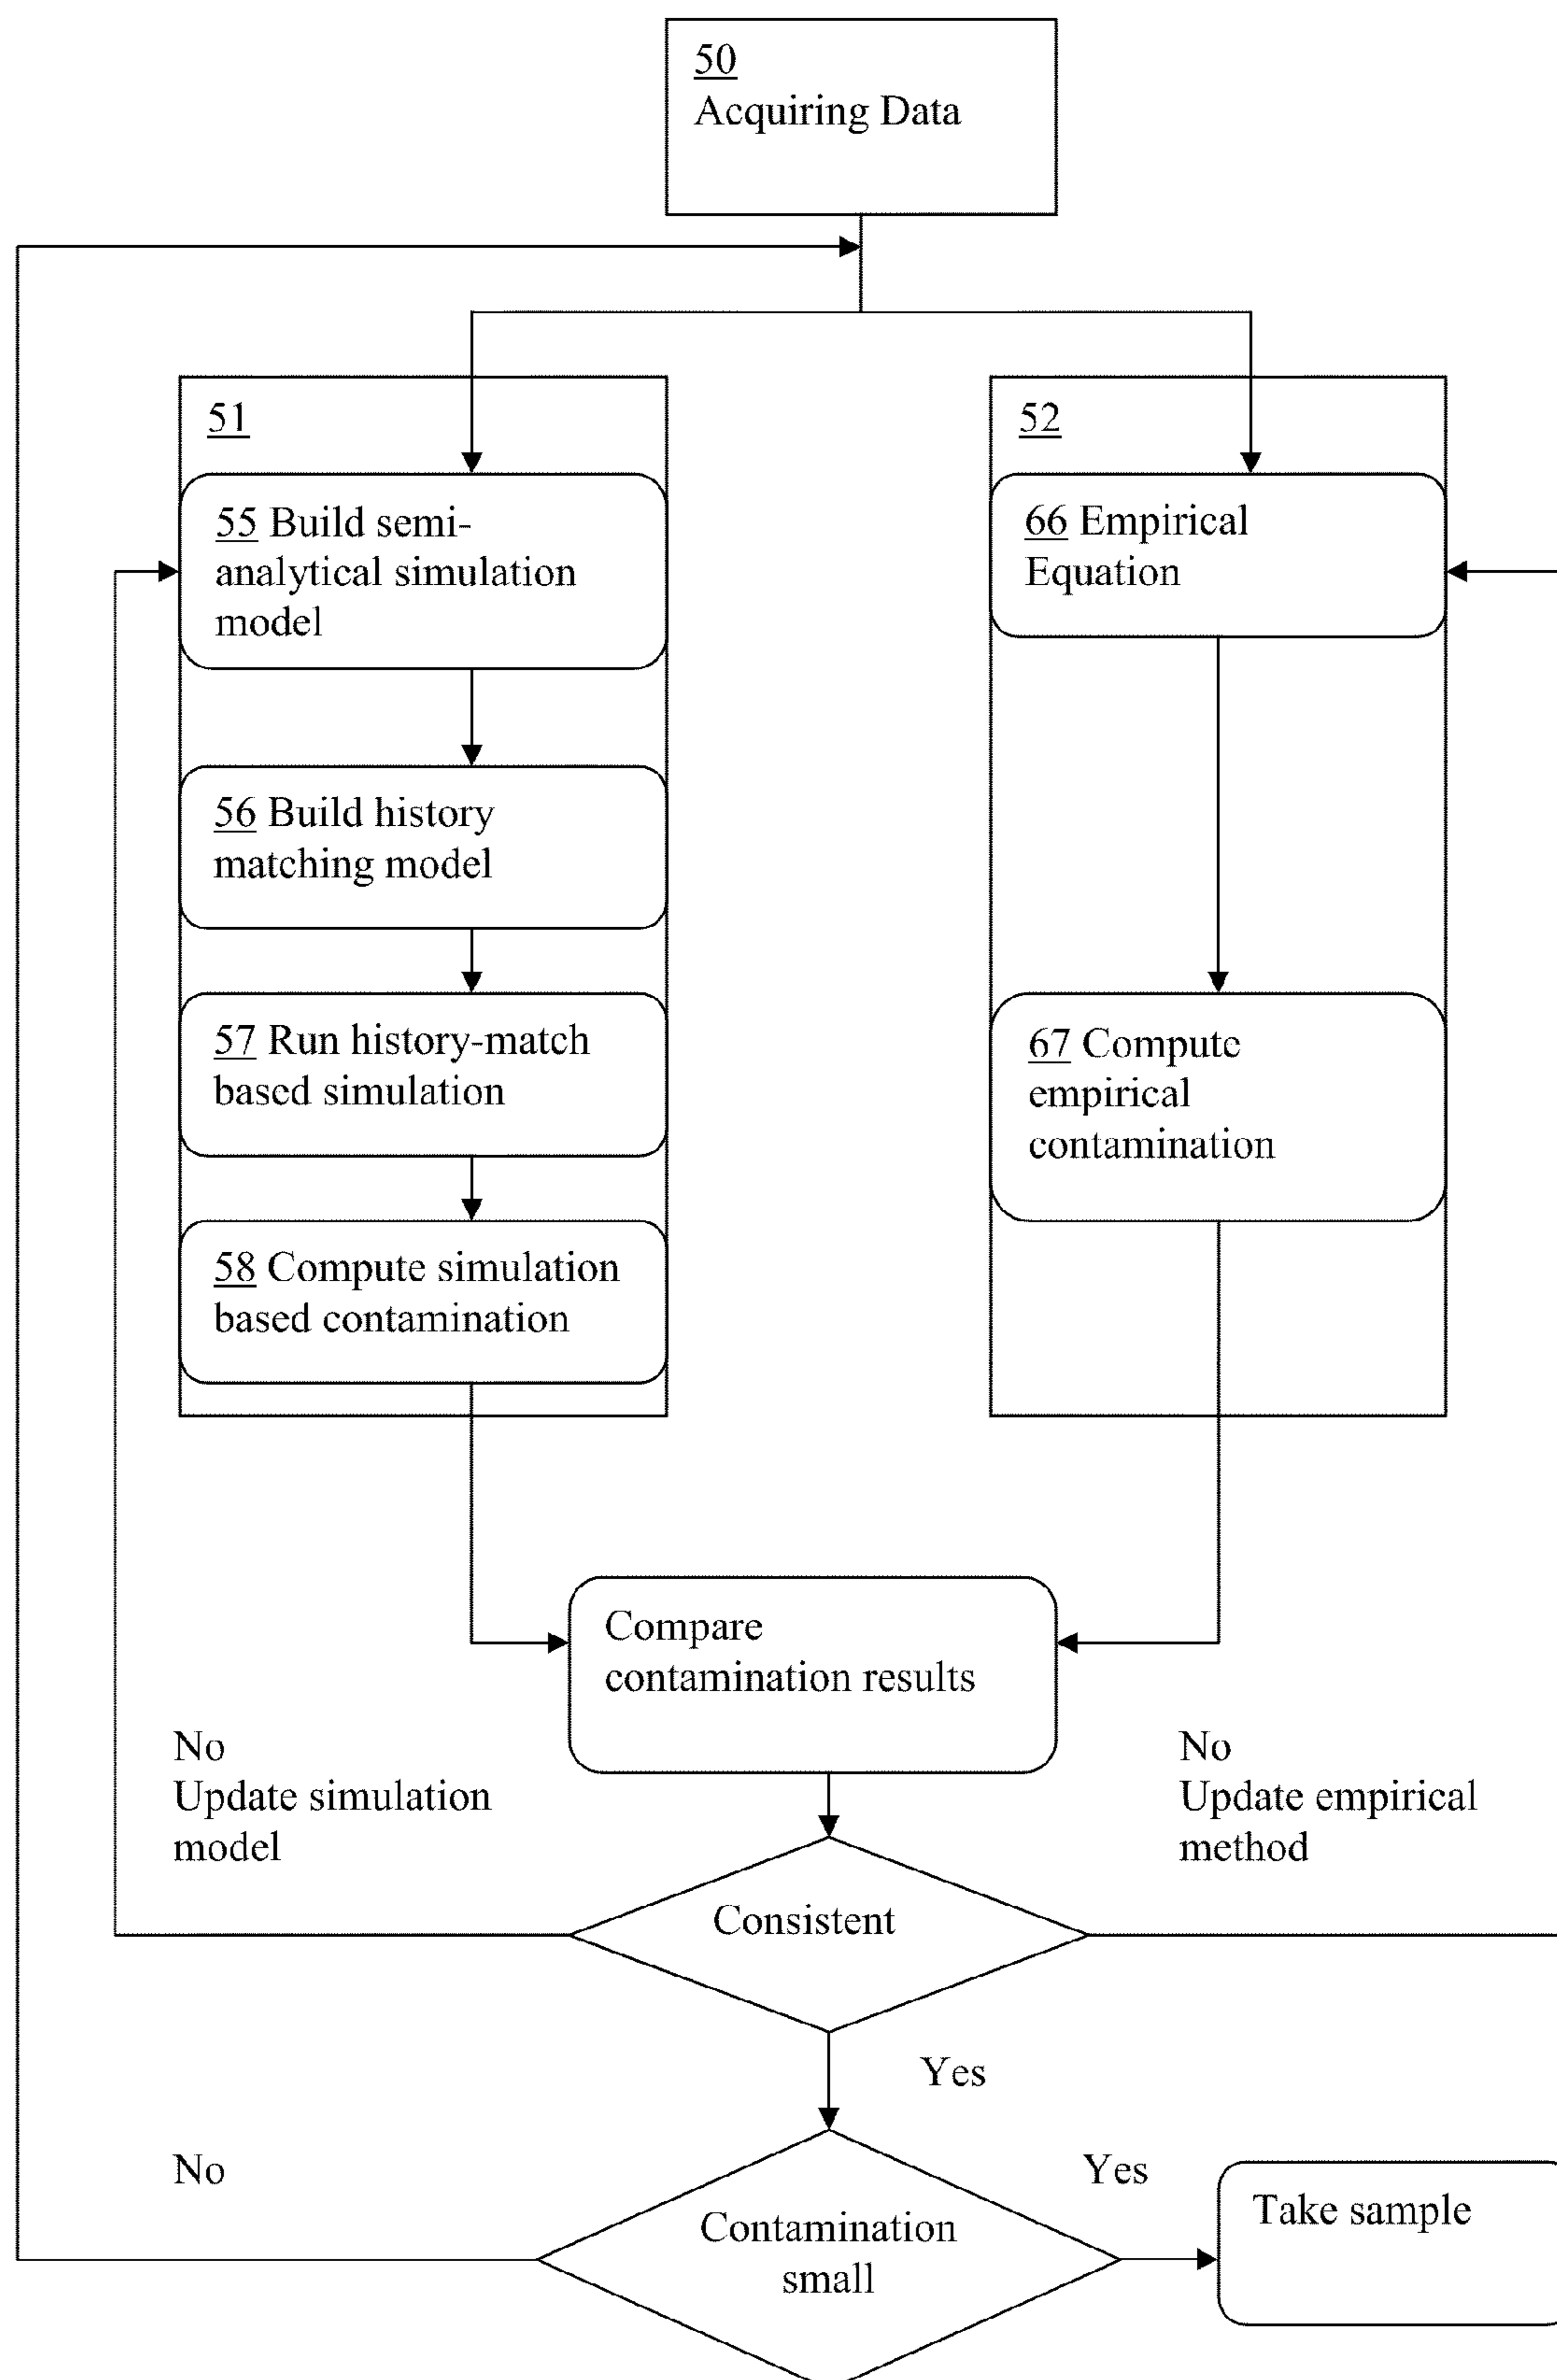 50
Acquiring Data
51
55 Build semi-
analytical simulation
model
56 Build history
matching model
57 Run history-match
based simulation
58 Compute simulation
based contamination
52
66 Empirical
Equation
67 Compute
empirical
contamination
Compare
contamination results
No
Update simulation
model
No
Update empirical
method
Consistent
Yes
No
Contamination
small
Yes
Take sample